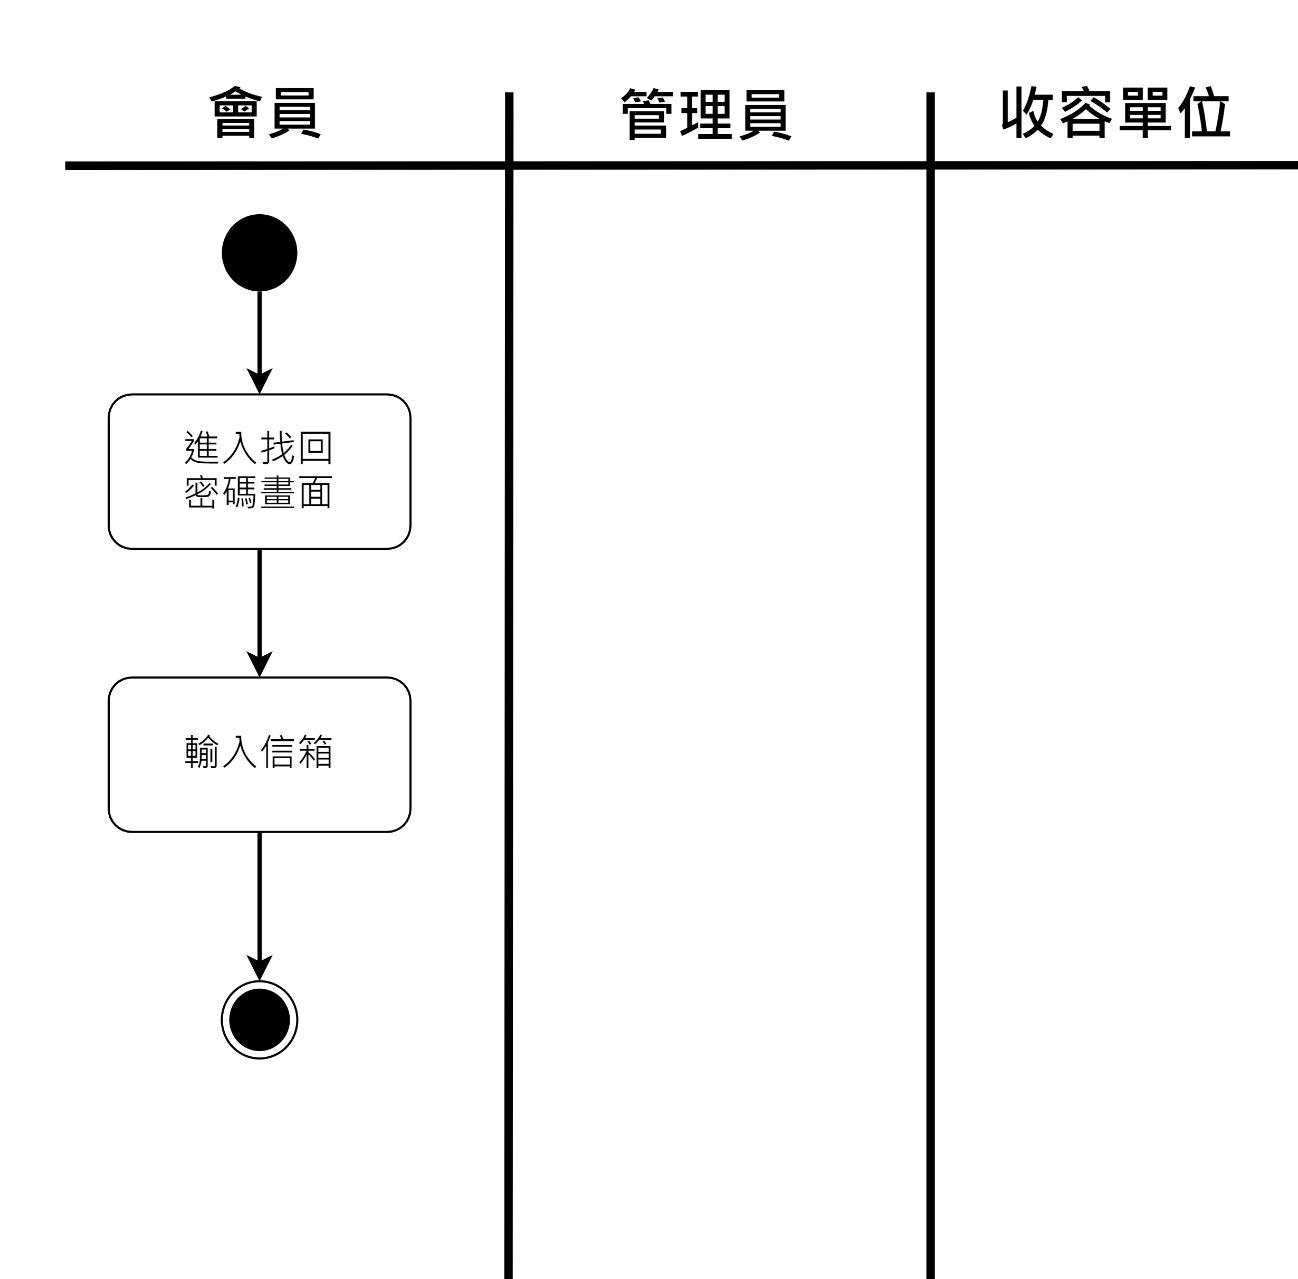 會員
管理員
收容單位
進入找回
密碼畫面
輸入信箱